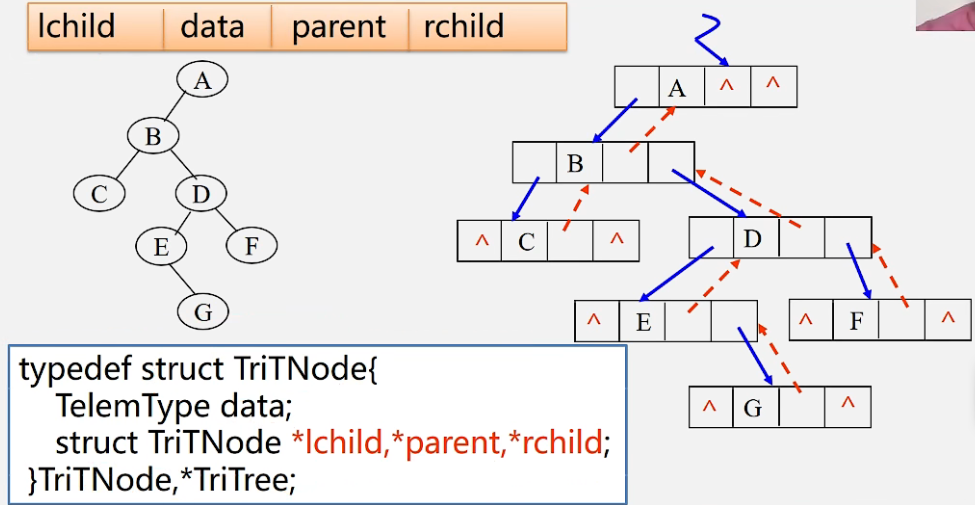 lchild data parent rchild
A
B
C D
E F
G
A ^ ^
B
^ C ^
D
^ E
^ F ^
^ G ^
typedef struct TriTNode{
TelemType data;
struct TriTNode *lchild,*parent,*rchild;
}TriTNode,*TriTree;